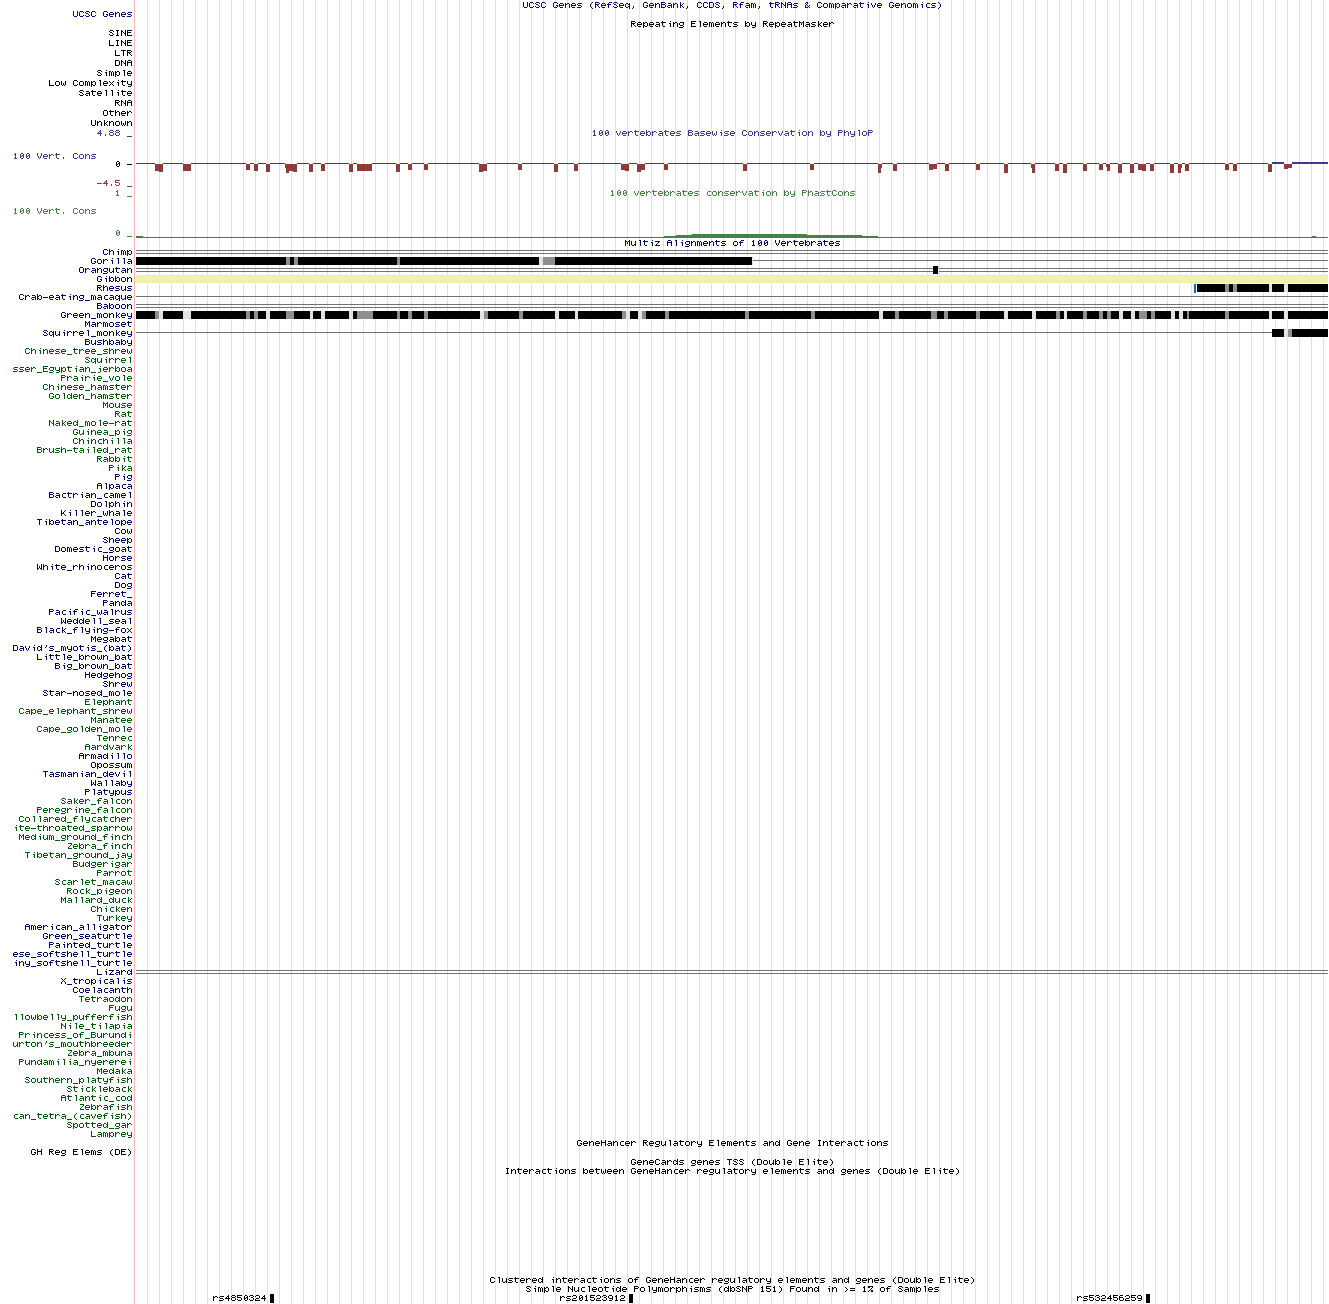 UCSC Genes (RefSeq, GenBank, CCDS, Rfam, tRNAs & Comparative Genomics)
UCSC Genes
Repeating Elements by RepeatMasker
SINE
LINE
LTR
DNA
Simple
Low Complexity
Satellite
RNA
Other
Unknown
4.88 _
100 vertebrates Basewise Conservation by PhyloP
100 Vert. Cons
0 -
-4.5 _
1 _
100 vertebrates conservation by PhastCons
100 Vert. Cons
0 _
Multiz Alignments of 100 Vertebrates
Chimp
Gorilla
Orangutan
Gibbon
Rhesus
Crab-eating_macaque
Baboon
Green_monkey
Marmoset
Squirrel_monkey
Bushbaby
Chinese_tree_shrew
Squirrel
sser_Egyptian_jerboa
Prairie_vole
Chinese_hamster
Golden_hamster
Mouse
Rat
Naked_mole-rat
Guinea_pig
Chinchilla
Brush-tailed_rat
Rabbit
Pika
Pig
Alpaca
Bactrian_camel
Dolphin
Killer_whale
Tibetan_antelope
Cow
Sheep
Domestic_goat
Horse
White_rhinoceros
Cat
Dog
Ferret_
Panda
Pacific_walrus
Weddell_seal
Black_flying-fox
Megabat
David's_myotis_(bat)
Little_brown_bat
Big_brown_bat
Hedgehog
Shrew
Star-nosed_mole
Elephant
Cape_elephant_shrew
Manatee
Cape_golden_mole
Tenrec
Aardvark
Armadillo
Opossum
Tasmanian_devil
Wallaby
Platypus
Saker_falcon
Peregrine_falcon
Collared_flycatcher
ite-throated_sparrow
Medium_ground_finch
Zebra_finch
Tibetan_ground_jay
Budgerigar
Parrot
Scarlet_macaw
Rock_pigeon
Mallard_duck
Chicken
Turkey
American_alligator
Green_seaturtle
Painted_turtle
ese_softshell_turtle
iny_softshell_turtle
Lizard
X_tropicalis
Coelacanth
Tetraodon
Fugu
llowbelly_pufferfish
Nile_tilapia
Princess_of_Burundi
urton's_mouthbreeder
Zebra_mbuna
Pundamilia_nyererei
Medaka
Southern_platyfish
Stickleback
Atlantic_cod
Zebrafish
can_tetra_(cavefish)
Spotted_gar
Lamprey
GeneHancer Regulatory Elements and Gene Interactions
GH Reg Elems (DE)
GeneCards genes TSS (Double Elite)
Interactions between GeneHancer regulatory elements and genes (Double Elite)
Clustered interactions of GeneHancer regulatory elements and genes (Double Elite)
Simple Nucleotide Polymorphisms (dbSNP 151) Found in >= 1% of Samples
rs4850324 rs201523912 rs532456259